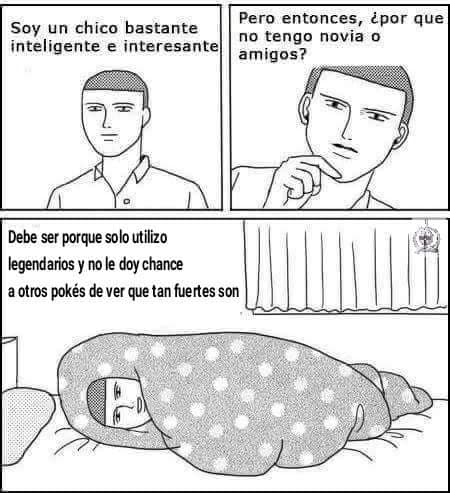 Soy un chico bastante
inteligente e interesante
Pero entonces, ¿por que
no tengo novia o
amigos?
Debe ser porque solo utilizo
legendarios y no le doy chance
a otros pokés de ver que tan fuertes son